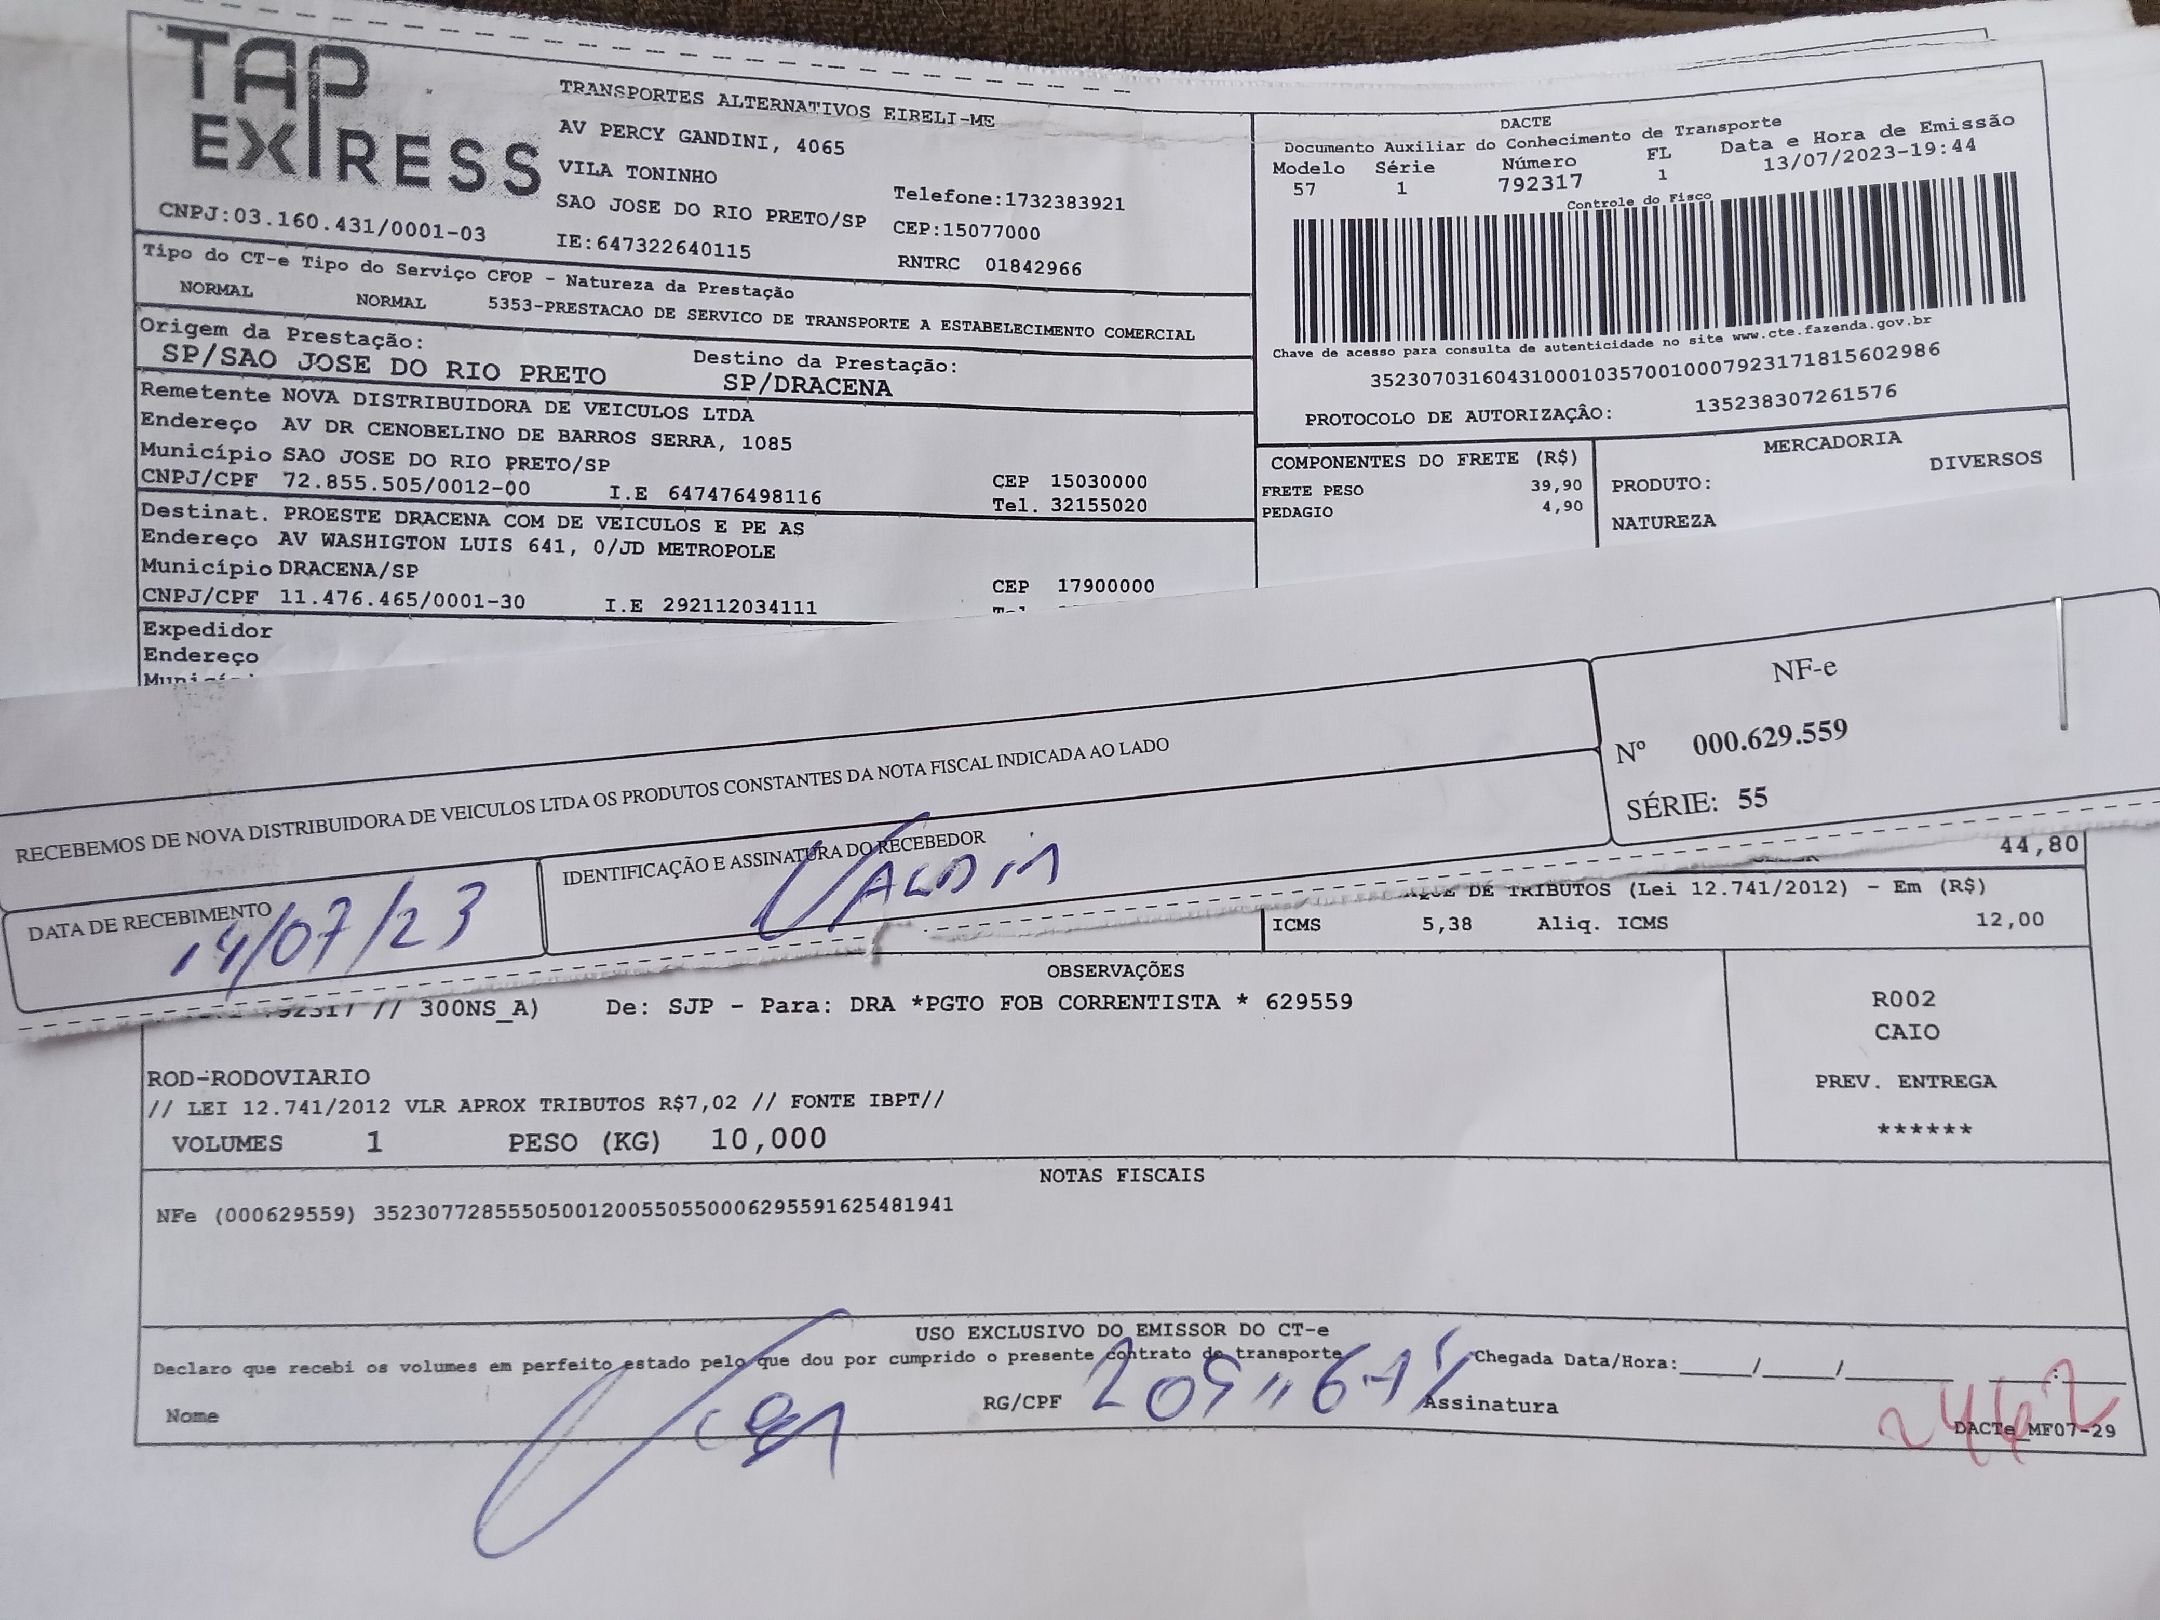 TAP
EXPRESS
TRANSPORTES ALTERNATIVOS EIRELI-ME
AV PERCY GANDINI, 4065
VILA TONINHO
SAO JOSE DO RIO PRETO/SP
Telefone:1732383921
CEP:15077000
CNPJ:03.160.431/0001-03
IE:647322640115
RNTRC 01842966
DACTE
Documento Auxiliar do Conhecimento de Transporte
Modelo Série Número FL Data e Hora de Emissão
57 1 792317 1 13/07/2023-19:44
Controle do Fisco
Chave de acesso para consulta de autenticidade no site www.cte.fazenda.gov.br
35230703160431000103570010007923171815602986
PROTOCOLO DE AUTORIZAÇÂO: 135238307261576
Tipo do CT-e Tipo do Serviço CFOP - Natureza da Prestação
NORMAL NORMAL 5353-PRESTACAO DE SERVICO DE TRANSPORTE A ESTABELECIMENTO COMERCIAL
Origem da Prestação: Destino da Prestação:
SP/SAO JOSE DO RIO PRETO SP/DRACENA
Remetente NOVA DISTRIBUIDORA DE VEICULOS LTDA
Endereço AV DR CENOBELINO DE BARROS SERRA, 1085
Município SAO JOSE DO RIO PRETO/SP CEP 15030000
CNPJ/CPF 72.855.505/0012-00 I.E 647476498116 Tel. 32155020
Destinat. PROESTE DRACENA COM DE VEICULOS E PE AS
Endereço AV WASHIGTON LUIS 641, 0/JD METROPOLE
Município DRACENA/SP CEP 17900000
CNPJ/CPF 11.476.465/0001-30 I.E 292112034111
Expedidor
Endereço
COMPONENTES DO FRETE (R$)
FRETE PESO 39,90
PEDAGIO 4,90
MERCADORIA
PRODUTO: DIVERSOS
NATUREZA
RECEBEMOS DE NOVA DISTRIBUIDORA DE VEICULOS LTDA OS PRODUTOS CONSTANTES DA NOTA FISCAL INDICADA AO LADO
DATA DE RECEBIMENTO
14/07/23
IDENTIFICAÇÃO E ASSINATURA DO RECEBEDOR
NF-e
Nº 000.629.559
SÉRIE: 55
44,80
DE TRIBUTOS (Lei 12.741/2012) - Em (R$)
ICMS 5,38 Aliq. ICMS 12,00
OBSERVAÇÕES
// 300NS_A) De: SJP - Para: DRA *PGTO FOB CORRENTISTA * 629559
ROD-RODOVIARIO
// LEI 12.741/2012 VLR APROX TRIBUTOS R$7,02 // FONTE IBPT//
VOLUMES 1 PESO (KG) 10,000
R002
CAIO
PREV. ENTREGA
******
NOTAS FISCAIS
NFe (000629559) 35230772855505001200550550006295591625481941
USO EXCLUSIVO DO EMISSOR DO CT-e
Declaro que recebi os volumes em perfeito estado pelo que dou por cumprido o presente contrato de transporte
Chegada Data/Hora:_____/_____/_______ ___:____
Nome RG/CPF Assinatura
2462
DACTe_MF07-29